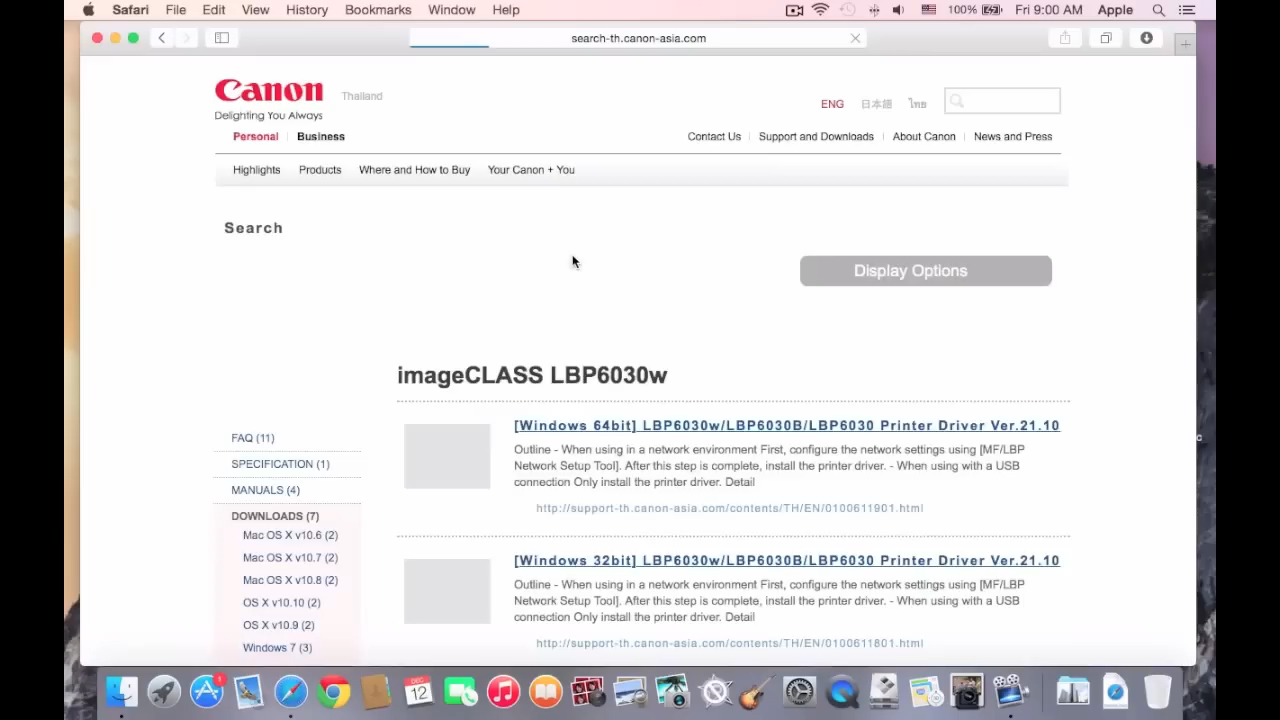 Safari File Edit View History Bookmarks Window Help 100% Fri 9:00 AM Apple
search-th.canon-asia.com
Canon Thailand
Delighting You Always
ENG 日本語 ไทย
Personal Business
Contact Us Support and Downloads About Canon News and Press
Highlights Products Where and How to Buy Your Canon + You
Search
Display Options
imageCLASS LBP6030w
[Windows 64bit] LBP6030w/LBP6030B/LBP6030 Printer Driver Ver.21.10
Outline - When using in a network environment First, configure the network settings using [MF/LBP
Network Setup Tool]. After this step is complete, install the printer driver. - When using with a USB
connection Only install the printer driver. Detail
http://support-th.canon-asia.com/contents/TH/EN/0100611901.html
[Windows 32bit] LBP6030w/LBP6030B/LBP6030 Printer Driver Ver.21.10
Outline - When using in a network environment First, configure the network settings using [MF/LBP
Network Setup Tool]. After this step is complete, install the printer driver. - When using with a USB
connection Only install the printer driver. Detail
http://support-th.canon-asia.com/contents/TH/EN/0100611801.html
FAQ (11)
SPECIFICATION (1)
MANUALS (4)
DOWNLOADS (7)
Mac OS X v10.6 (2)
Mac OS X v10.7 (2)
Mac OS X v10.8 (2)
OS X v10.10 (2)
OS X v10.9 (2)
Windows 7 (3)
1
DEC
12